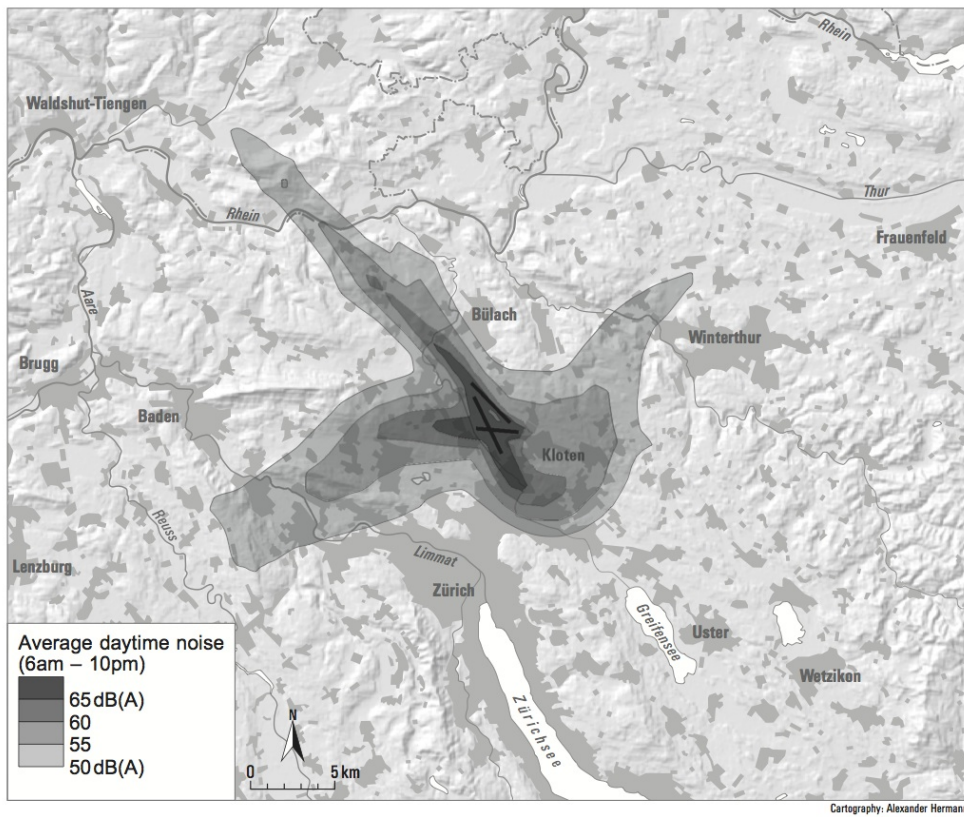 Rhein
Waldshut-Tiengen
Thur
Rhein
Frauenfeld
Aare
Bülach
Winterthur
Brugg
Baden
Kloten
Reuss
Limmat
Lenzburg
Zürich
Greifensee
Uster
Wetzikon
Zürichsee
Average daytime noise
(6am – 10pm)
65 dB(A)
60
55
50 dB(A)
N
0 5 km
Cartography: Alexander Hermann